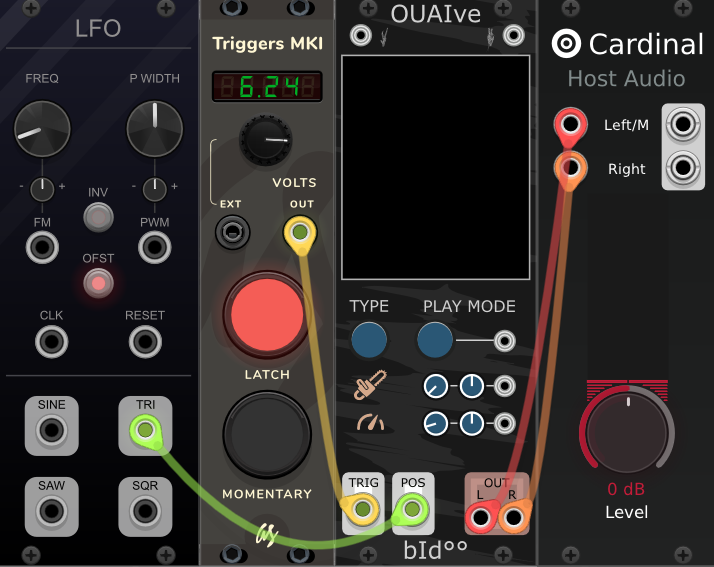 LFO
FREQ
P WIDTH
- +
- +
INV
FM
PWM
OFST
CLK
RESET
SINE
TRI
SAW
SQR
Triggers MKI
6.24
VOLTS
EXT
OUT
LATCH
MOMENTARY
as
OUAIve
TYPE
PLAY MODE
TRIG
POS
OUT
L R
bId°°
Cardinal
Host Audio
Left/M
Right
0 dB
Level